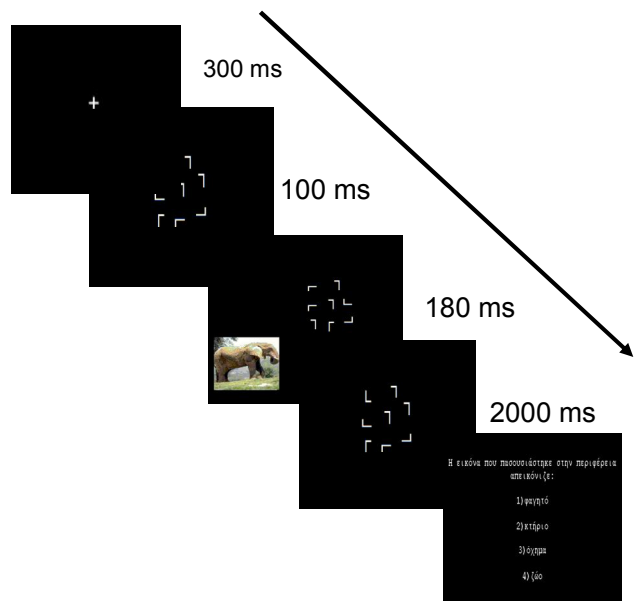 300 ms
100 ms
180 ms
2000 ms
Η εικόνα που πασουσιάστηκε στην περιφέρεια
απεικόνιζε:
1)φαγητό
2)κτήριο
3)όχημα
4)ζώο